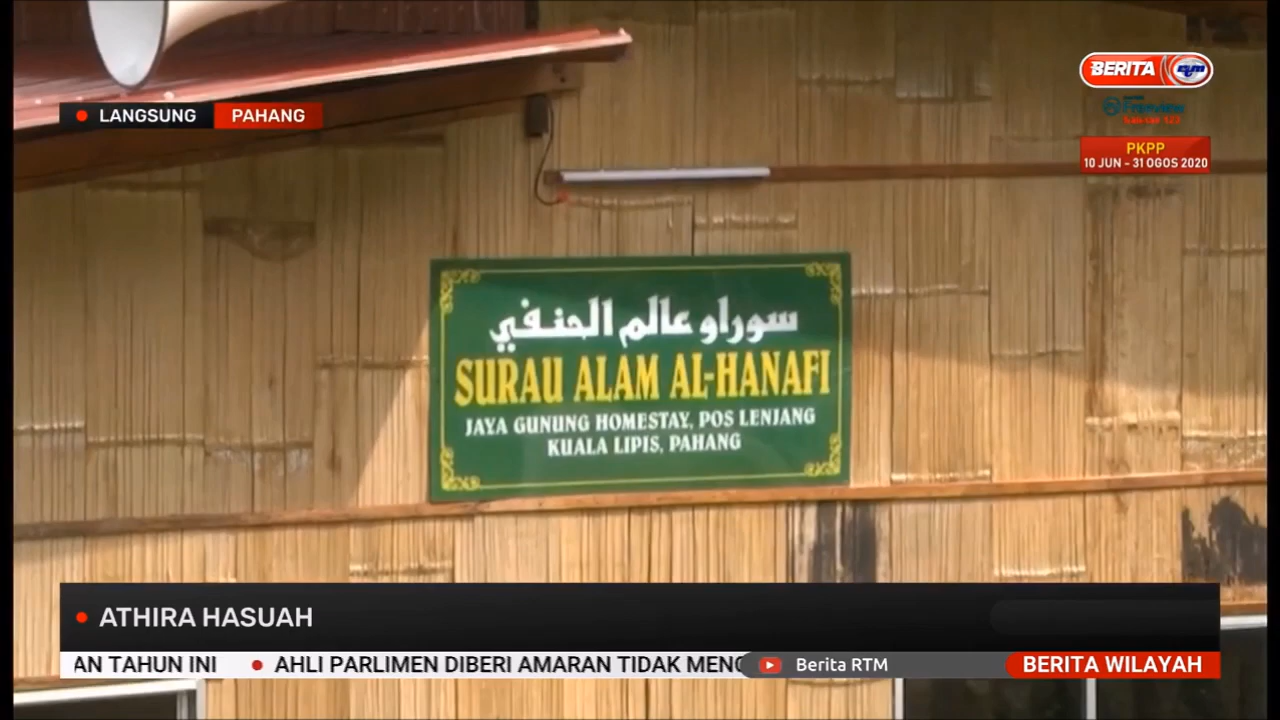 BERITA
LANGSUNG PAHANG
PKPP
10 JUN - 31 OGOS 2020
سوراو عالم الحنفي
SURAU ALAM AL-HANAFI
JAYA GUNUNG HOMESTAY, POS LENJANG
KUALA LIPIS, PAHANG
ATHIRA HASUAH
AN TAHUN INI • AHLI PARLIMEN DIBERI AMARAN TIDAK Berita RTM BERITA WILAYAH